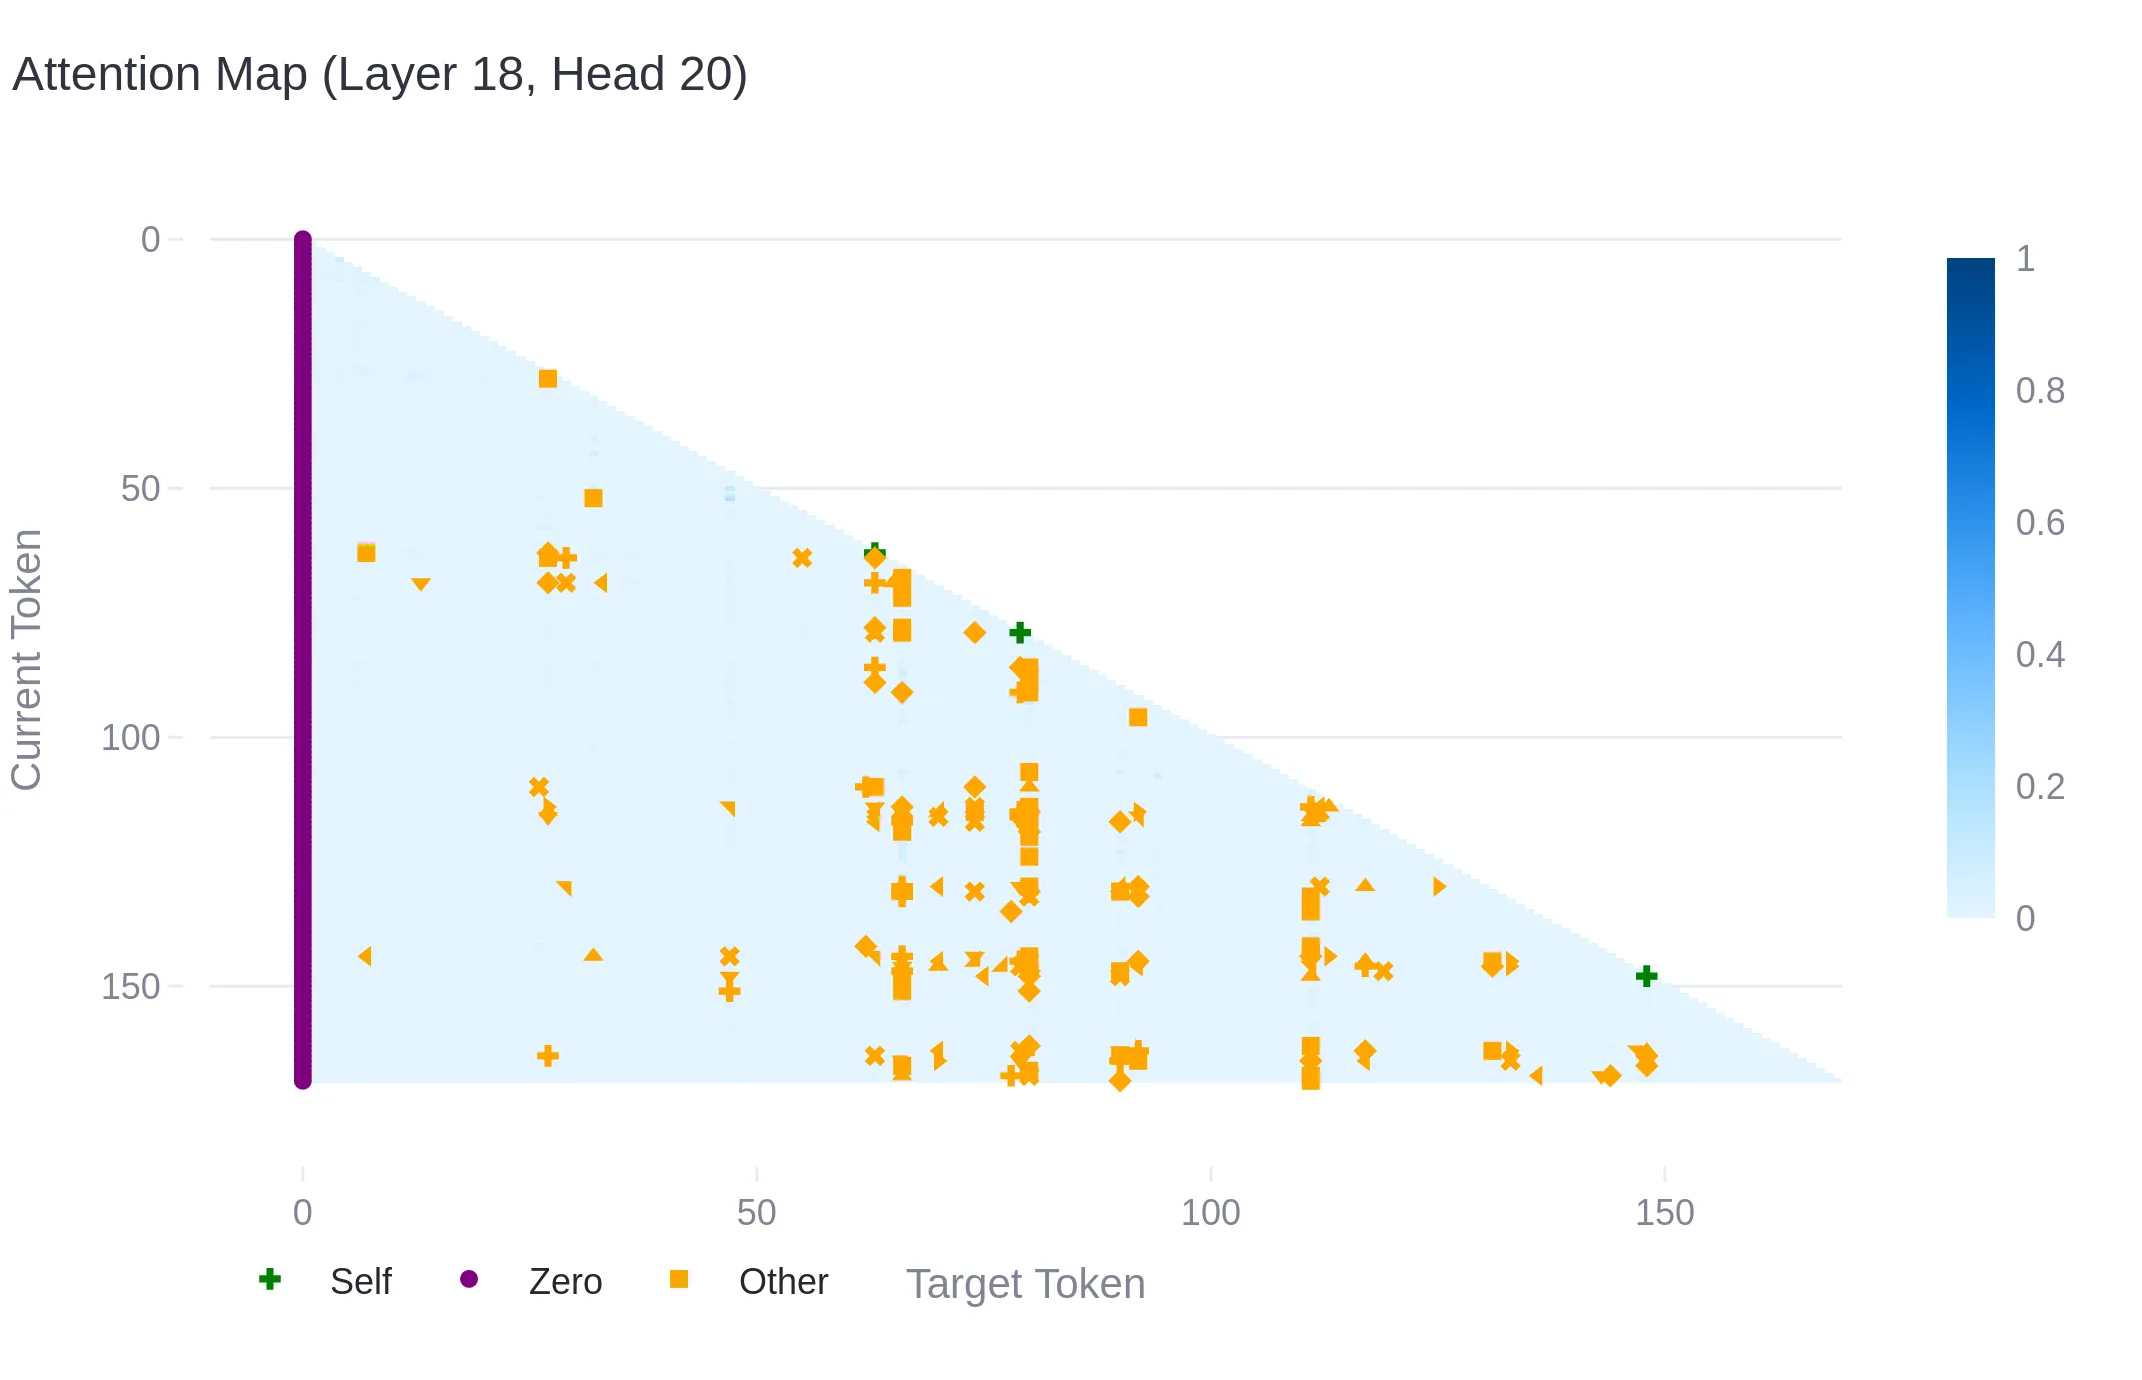 Attention Map (Layer 18, Head 20)
0
50
100
150
Current Token
1
0.8
0.6
0.4
0.2
0
0 50 100 150
Self Zero Other Target Token